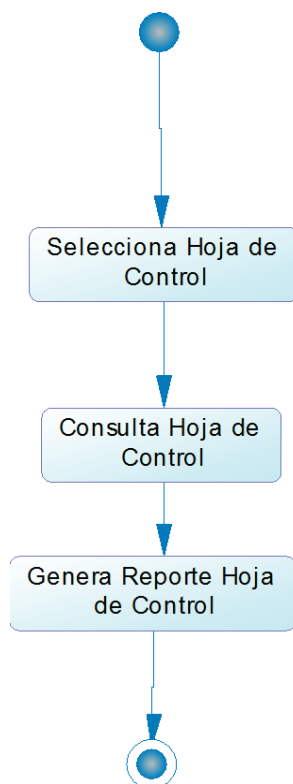 Selecciona Hoja de
Control
Consulta Hoja de
Control
Genera Reporte Hoja
de Control